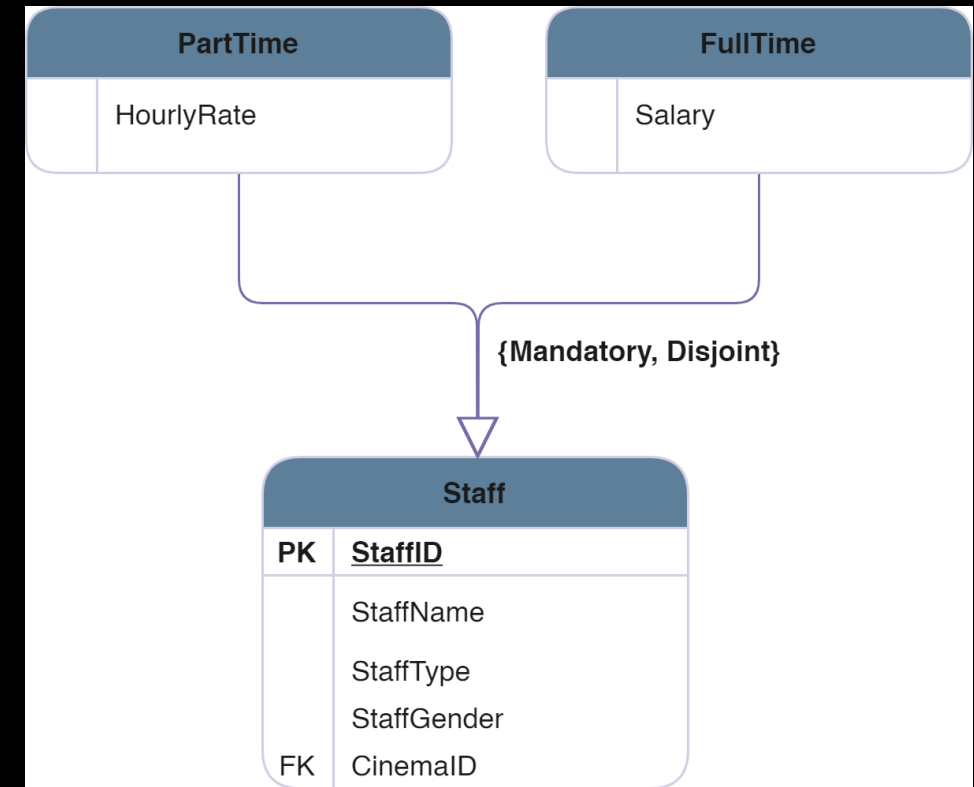 PartTime
HourlyRate
FullTime
Salary
{Mandatory, Disjoint}
Staff
PK StaffID
StaffName
StaffType
StaffGender
FK CinemaID